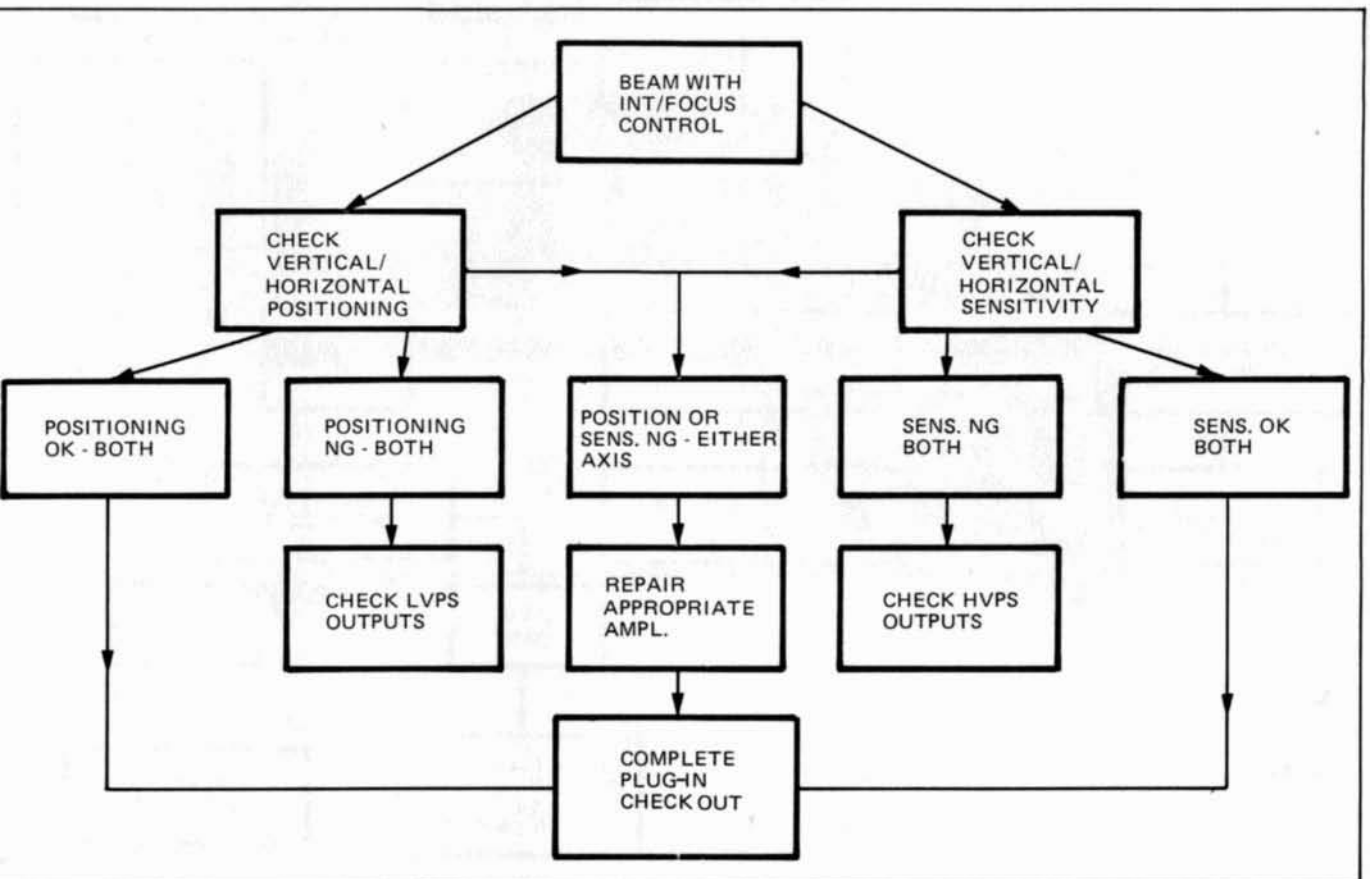 BEAM WITH
INT/FOCUS
CONTROL
CHECK
VERTICAL/
HORIZONTAL
POSITIONING
CHECK
VERTICAL/
HORIZONTAL
SENSITIVITY
POSITIONING
OK - BOTH
POSITIONING
NG - BOTH
POSITION OR
SENS. NG - EITHER
AXIS
SENS. NG
BOTH
SENS. OK
BOTH
CHECK LVPS
OUTPUTS
REPAIR
APPROPRIATE
AMPL.
CHECK HVPS
OUTPUTS
COMPLETE
PLUG-IN
CHECK OUT